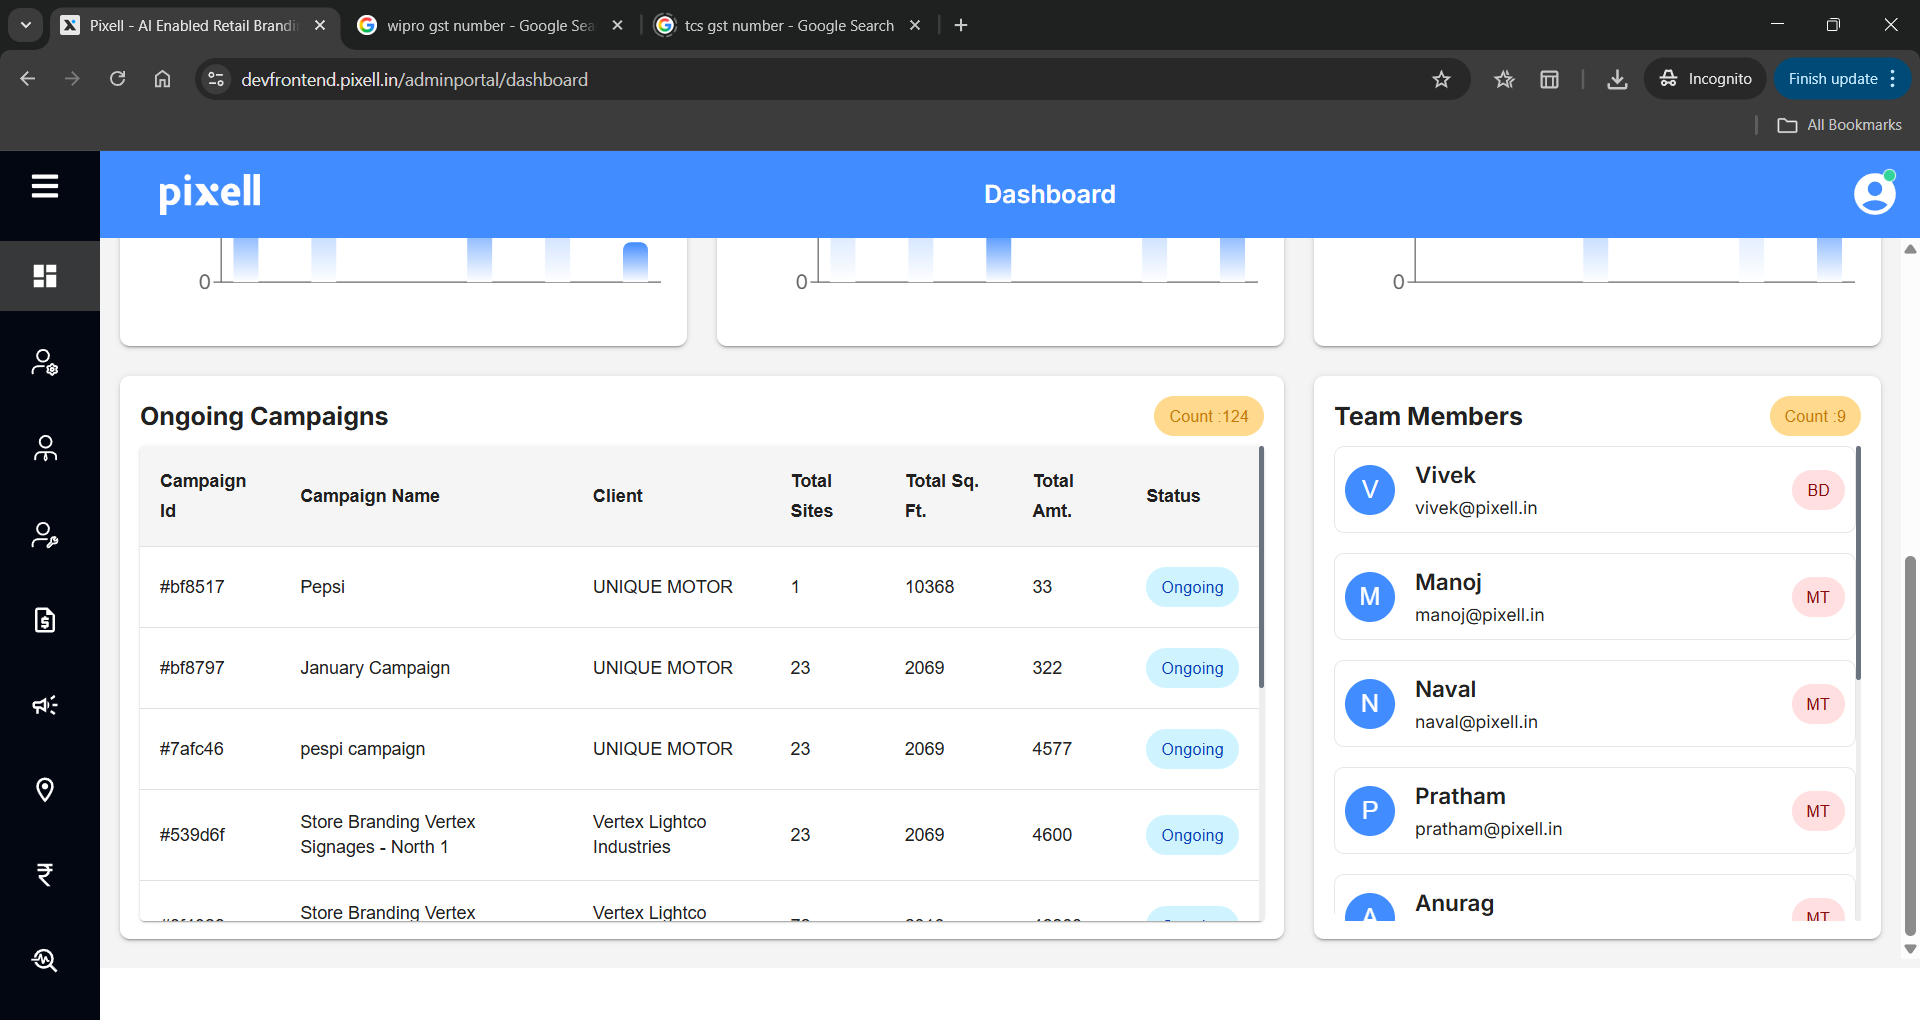 Pixell - AI Enabled Retail Brandi
wipro gst number - Google Sea
tcs gst number - Google Search
devfrontend.pixell.in/adminportal/dashboard
Incognito
Finish update
All Bookmarks
pixell
Dashboard
0
0
0
Ongoing Campaigns
Count :124
Campaign Id
Campaign Name
Client
Total Sites
Total Sq. Ft.
Total Amt.
Status
#bf8517 Pepsi UNIQUE MOTOR 1 10368 33 Ongoing
#bf8797 January Campaign UNIQUE MOTOR 23 2069 322 Ongoing
#7afc46 pespi campaign UNIQUE MOTOR 23 2069 4577 Ongoing
#539d6f Store Branding Vertex Signages - North 1 Vertex Lightco Industries 23 2069 4600 Ongoing
Store Branding Vertex Vertex Lightco
Team Members
Count :9
V
Vivek
vivek@pixell.in
BD
M
Manoj
manoj@pixell.in
MT
N
Naval
naval@pixell.in
MT
P
Pratham
pratham@pixell.in
MT
A
Anurag
MT